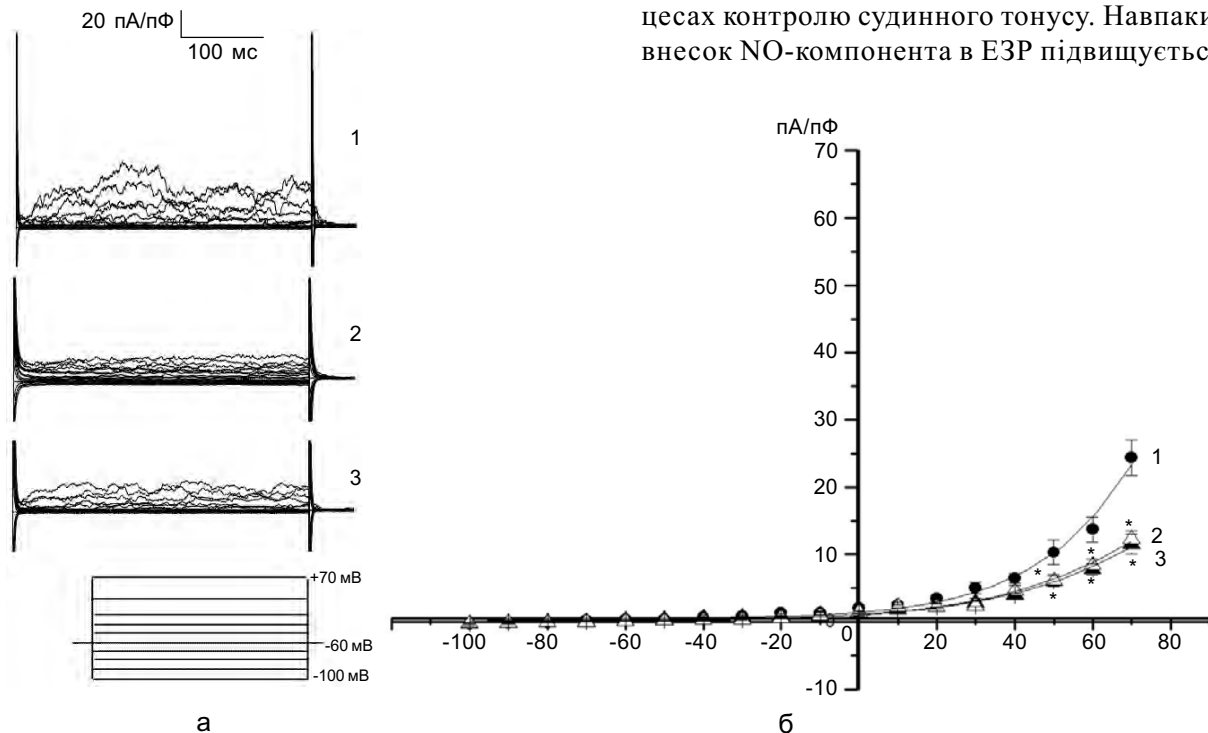 20 пА/пФ
100 мс
1
2
3
+70 мВ
-60 мВ
-100 мВ
а
цесах контролю судинного тонусу. Навпаки
внесок NO-компонента в ЕЗР підвищуєтьс
пА/пФ
70
60
50
40
30
20
10
0
-10
-100 -80 -60 -40 -20 0 20 40 60 80
1
* 2
* * 3
* * *
б